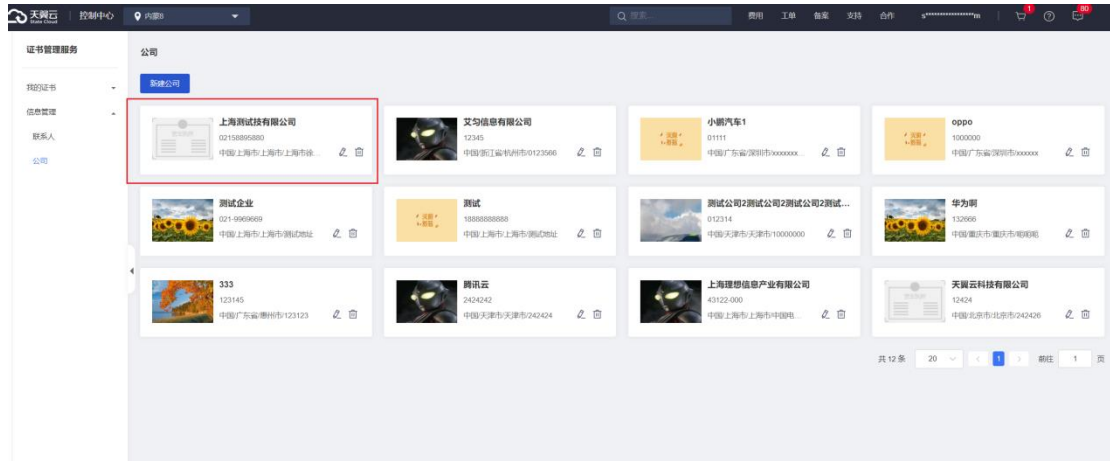 天翼云
State Cloud
控制中心
内蒙8
搜索...
费用
工单
备案
支持
合作
s*****************m
1
80
证书管理服务
我的证书
信息管理
联系人
公司
公司
新建公司
上海测试技有限公司
02158895880
中国/上海市/上海市/上海市徐...
艾匀信息有限公司
12345
中国/浙江省/杭州市/0123566
小鹏汽车1
01111
中国/广东省/深圳市/xxxxxxx...
oppo
1000000
中国/广东省/深圳市/xxxxxx
测试企业
021-9969669
中国/上海市/上海市/测试地址
测试
18888888888
中国/上海市/上海市/测试地址
测试公司2测试公司2测试公司2测试...
012314
中国/天津市/天津市/10000000
华为啊
132666
中国/重庆市/重庆市/啦啦啦
333
123145
中国/广东省/惠州市/123123
腾讯云
2424242
中国/天津市/天津市/242424
上海理想信息产业有限公司
43122-000
中国/上海市/上海市/中国电...
天翼云科技有限公司
12424
中国/北京市/北京市/242426
共 12 条
20
1
前往
1
页